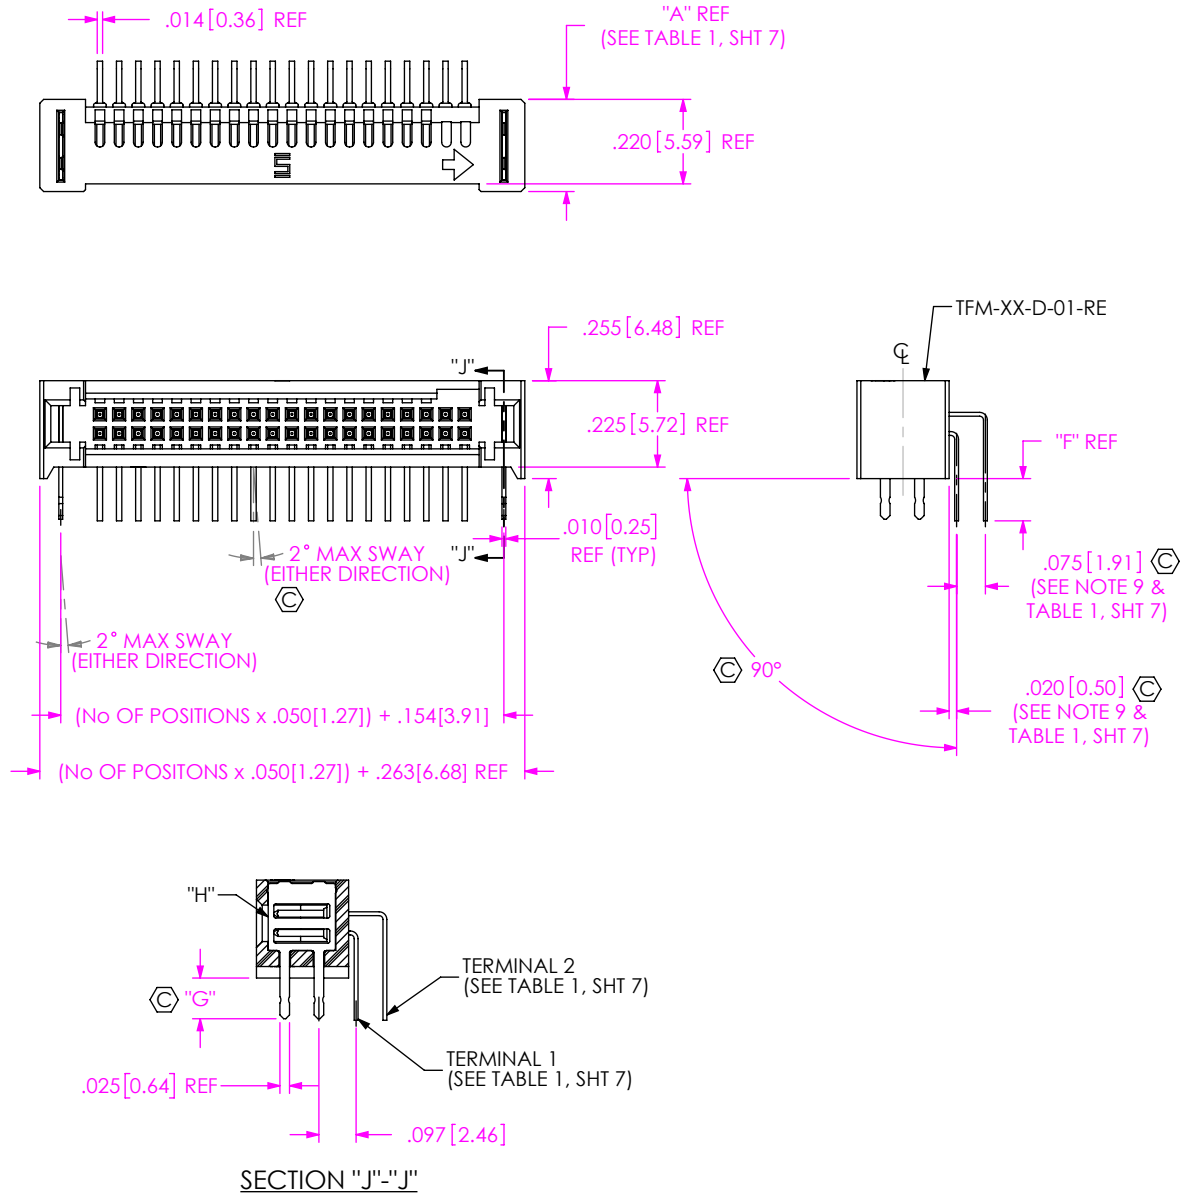 .014[0.36] REF
"A" REF
(SEE TABLE 1, SHT 7)
.220[5.59] REF
.255[6.48] REF
"J"
.225[5.72] REF
TFM-XX-D-01-RE
℄
"F" REF
.010[0.25]
REF (TYP)
2° MAX SWAY
(EITHER DIRECTION)
C
"J"
.075[1.91] C
(SEE NOTE 9 &
TABLE 1, SHT 7)
2° MAX SWAY
(EITHER DIRECTION)
C 90°
.020[0.50] C
(SEE NOTE 9 &
TABLE 1, SHT 7)
(No OF POSITIONS x .050[1.27]) + .154[3.91]
(No OF POSITONS x .050[1.27]) + .263[6.68] REF
"H"
TERMINAL 2
(SEE TABLE 1, SHT 7)
C "G"
TERMINAL 1
(SEE TABLE 1, SHT 7)
.025[0.64] REF
.097[2.46]
SECTION "J"-"J"